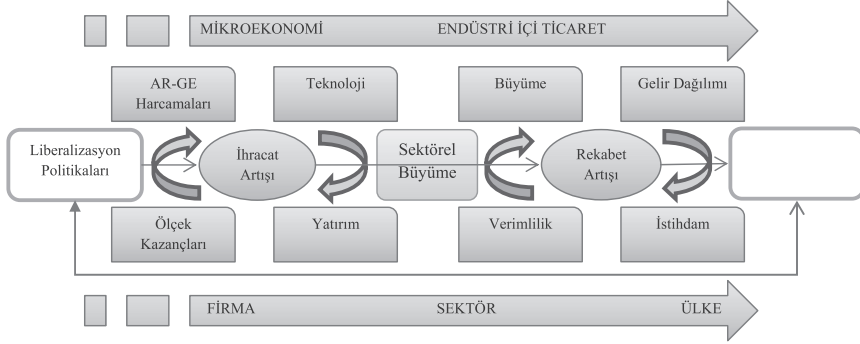 MİKROEKONOMİ ENDÜSTRİ İÇİ TİCARET
AR-GE
Harcamaları
Teknoloji
Büyüme
Gelir Dağılımı
Liberalizasyon
Politikaları
İhracat
Artışı
Sektörel
Büyüme
Rekabet
Artışı
Ölçek
Kazançları
Yatırım
Verimlilik
İstihdam
FİRMA SEKTÖR ÜLKE